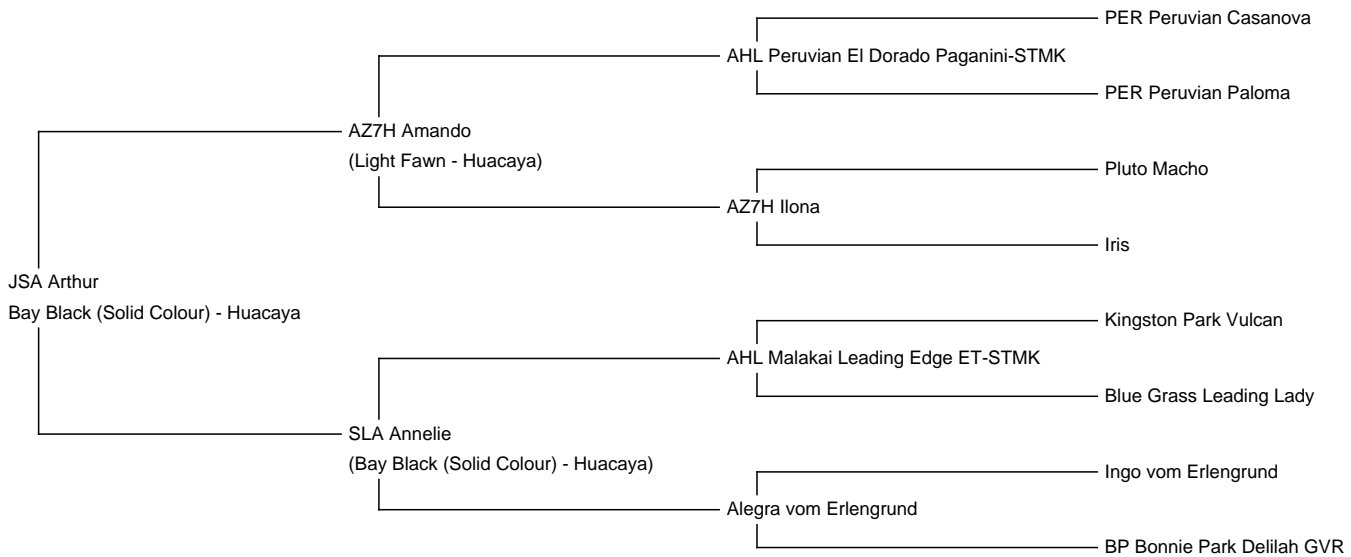 PER Peruvian Casanova
AHL Peruvian El Dorado Paganini-STMK
PER Peruvian Paloma
AZ7H Amando
(Light Fawn - Huacaya)
Pluto Macho
AZ7H Ilona
Iris
JSA Arthur
Bay Black (Solid Colour) - Huacaya
Kingston Park Vulcan
AHL Malakai Leading Edge ET-STMK
Blue Grass Leading Lady
SLA Annelie
(Bay Black (Solid Colour) - Huacaya)
Ingo vom Erlengrund
Alegra vom Erlengrund
BP Bonnie Park Delilah GVR